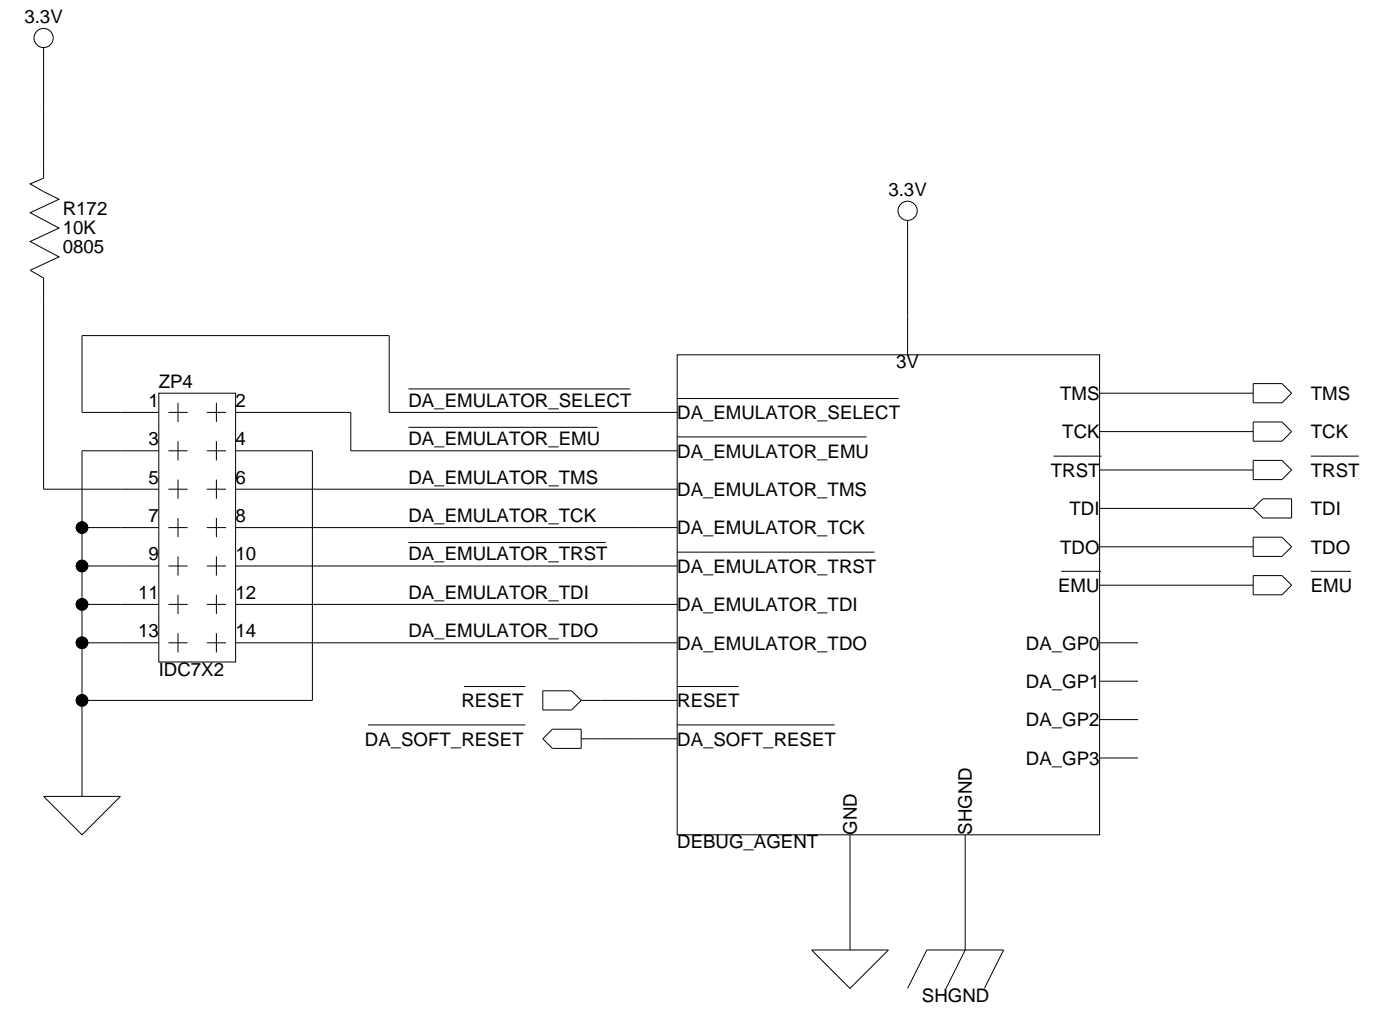 3.3V
R172
10K
0805
3.3V
3V
ZP4
1 2
3 4
5 6
7 8
9 10
11 12
13 14
IDC7X2
DA_EMULATOR_SELECT
DA_EMULATOR_EMU
DA_EMULATOR_TMS
DA_EMULATOR_TCK
DA_EMULATOR_TRST
DA_EMULATOR_TDI
DA_EMULATOR_TDO
RESET
DA_SOFT_RESET
DA_EMULATOR_SELECT
DA_EMULATOR_EMU
DA_EMULATOR_TMS
DA_EMULATOR_TCK
DA_EMULATOR_TRST
DA_EMULATOR_TDI
DA_EMULATOR_TDO
RESET
DA_SOFT_RESET
TMS TMS
TCK TCK
TRST TRST
TDI TDI
TDO TDO
EMU EMU
DA_GP0
DA_GP1
DA_GP2
DA_GP3
GND
SHGND
DEBUG_AGENT
SHGND